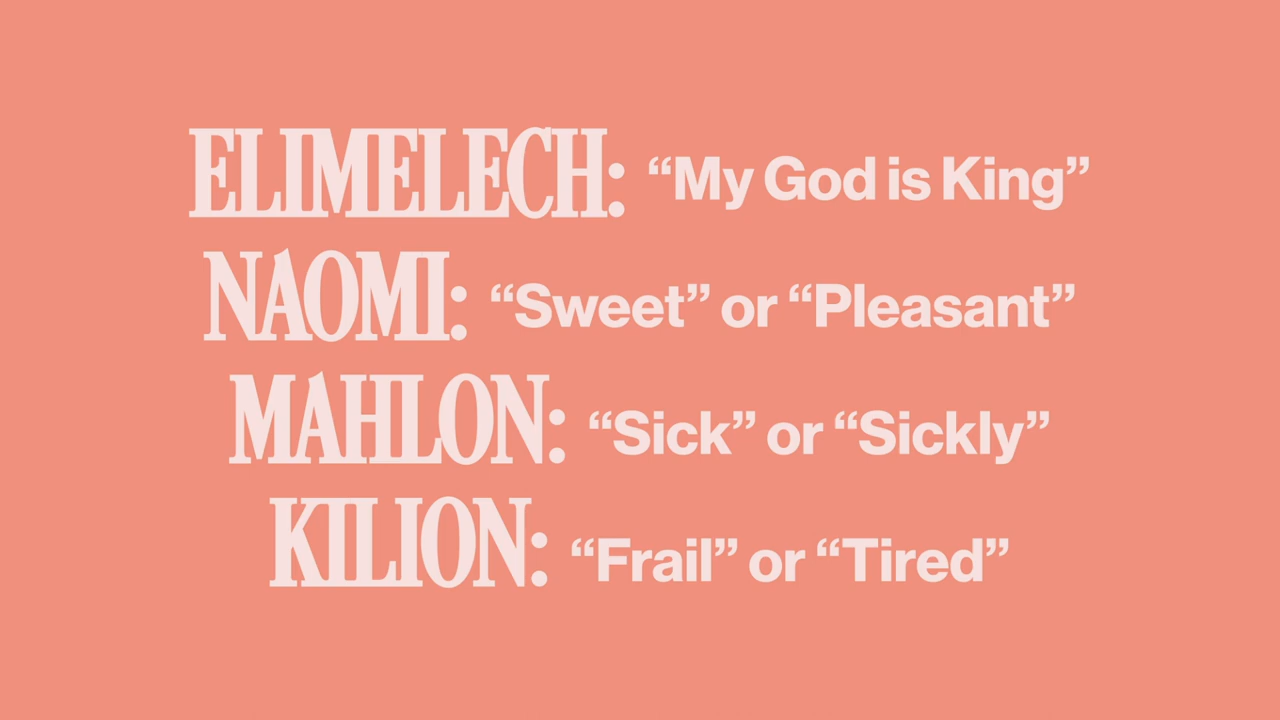 ELIMELECH: “My God is King”
NAOMI: “Sweet” or “Pleasant”
MAHLON: “Sick” or “Sickly”
KILION: “Frail” or “Tired”